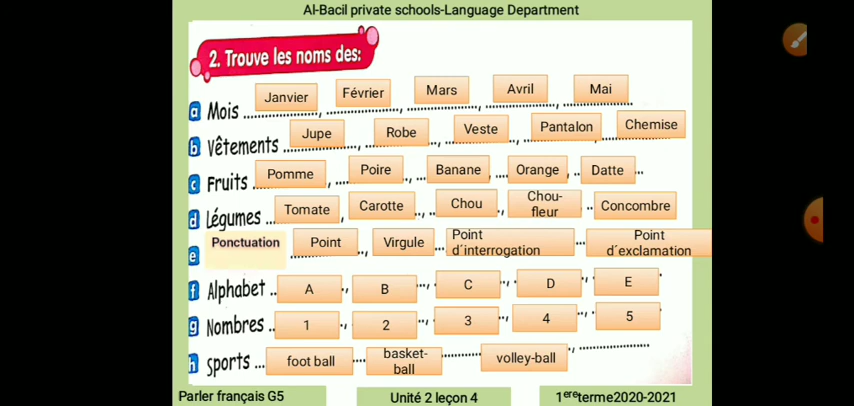 Al-Bacil private schools-Language Department
2. Trouve les noms des:
a Mois Janvier, Février, Mars, Avril, Mai
b Vêtements Jupe, Robe, Veste, Pantalon, Chemise
c Fruits Pomme, Poire, Banane, Orange, Datte
d Légumes Tomate, Carotte, Chou, Chou-fleur, Concombre
e Ponctuation Point, Virgule Point d´interrogation Point d´exclamation
f Alphabet A, B, C, D, E
g Nombres 1, 2, 3, 4, 5
h sports foot ball basket-ball volley-ball,
Parler français G5 Unité 2 leçon 4 1ereterme2020-2021